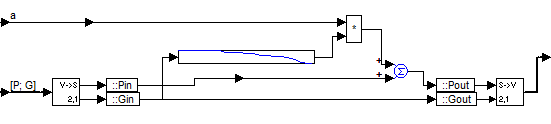 a
*
+
[P; G] V->S ::Pin + Σ ::Pout S->V
2,1 ::Gin ::Gout 2,1